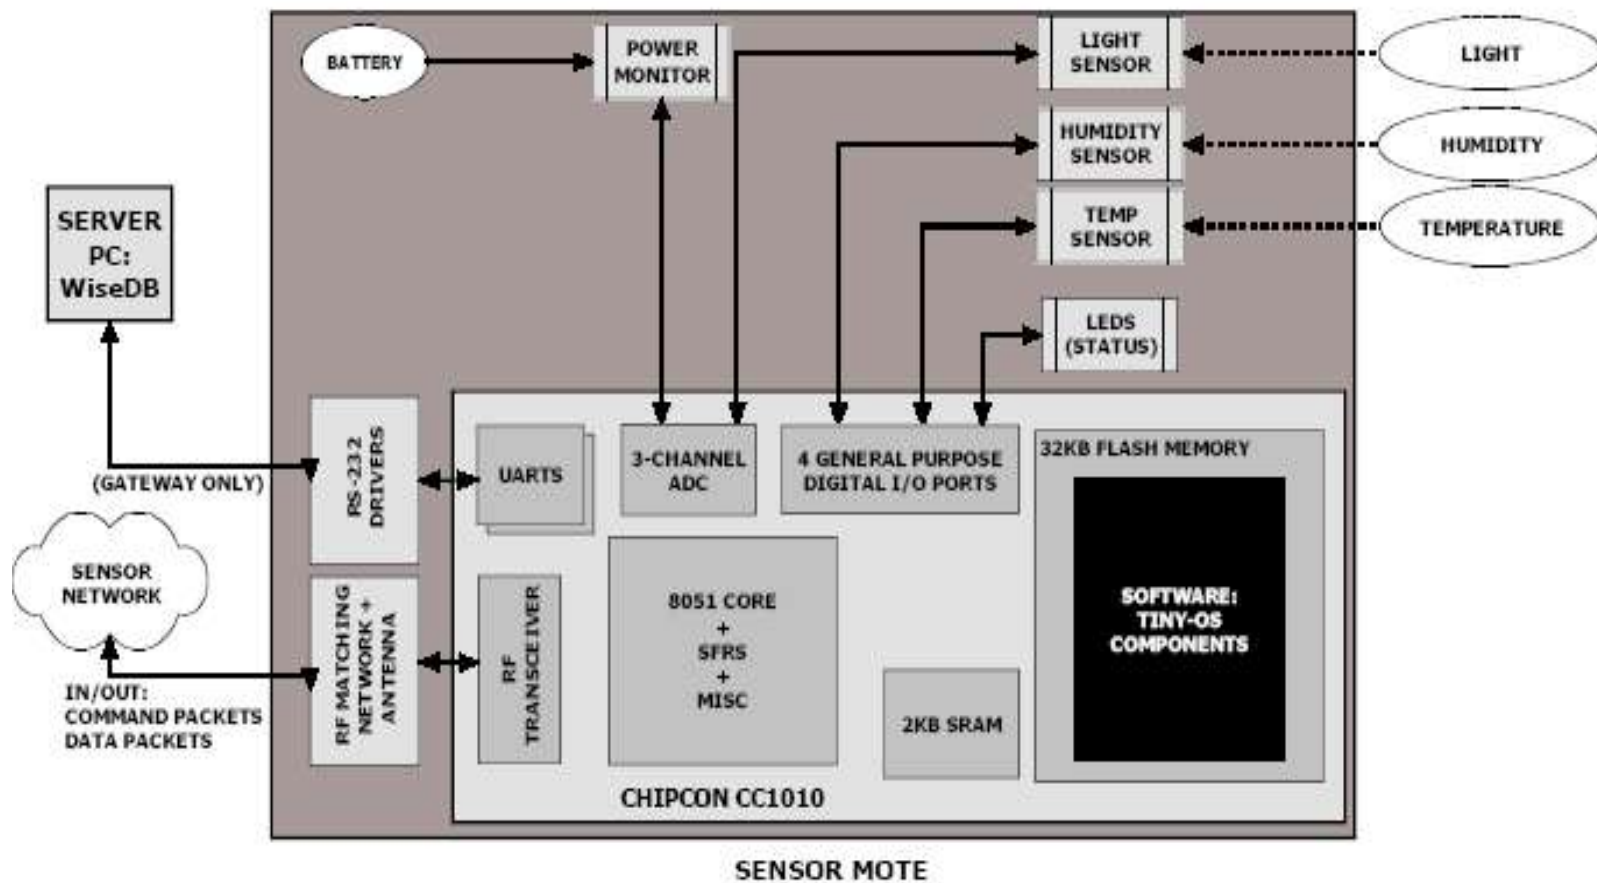 BATTERY
POWER
MONITOR
LIGHT
SENSOR
LIGHT
HUMIDITY
SENSOR
HUMIDITY
TEMP
SENSOR
TEMPERATURE
SERVER
PC:
WiseDB
LEDS
(STATUS)
(GATEWAY ONLY)
RS-232
DRIVERS
UARTS
3-CHANNEL
ADC
4 GENERAL PURPOSE
DIGITAL I/O PORTS
32KB FLASH MEMORY
SENSOR
NETWORK
RF MATCHING
NETWORK +
ANTENNA
RF
TRANSCEIVER
8051 CORE
+
SFRS
+
MISC
SOFTWARE:
TINY-OS
COMPONENTS
IN/OUT:
COMMAND PACKETS
DATA PACKETS
2KB SRAM
CHIPCON CC1010
SENSOR MOTE